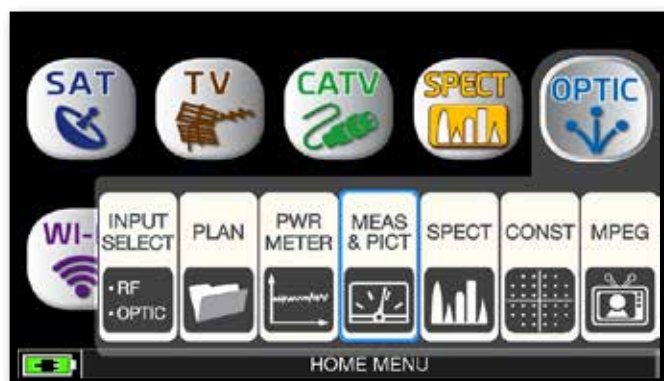 SAT
TV
CATV
SPECT
OPTIC
WI-
INPUT
SELECT
PLAN
PWR
METER
MEAS
& PICT
SPECT
CONST
MPEG
•RF
•OPTIC
HOME MENU